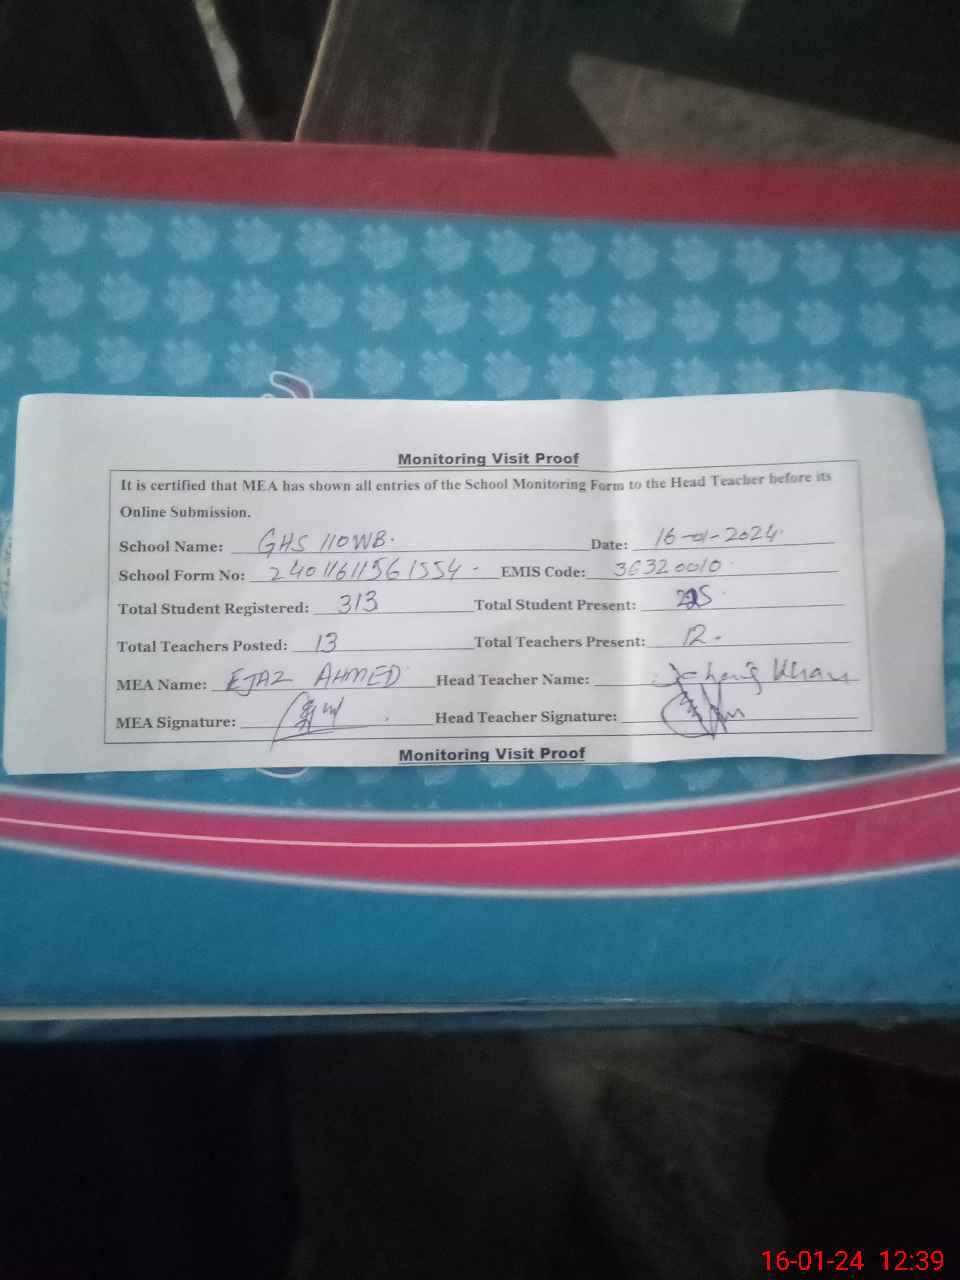 Monitoring Visit Proof
It is certified that MEA has shown all entries of the School Monitoring Form to the Head Teacher before its
Online Submission.
School Name: GHS 110WB. Date: 16-01-2024.
School Form No: 24011611561554 - EMIS Code: 36320010.
Total Student Registered: 313 Total Student Present:
Total Teachers Posted: 13 Total Teachers Present: 12.
MEA Name: EJAZ AHMED Head Teacher Name: Khan
MEA Signature: Head Teacher Signature:
Monitoring Visit Proof
16-01-24 12:39